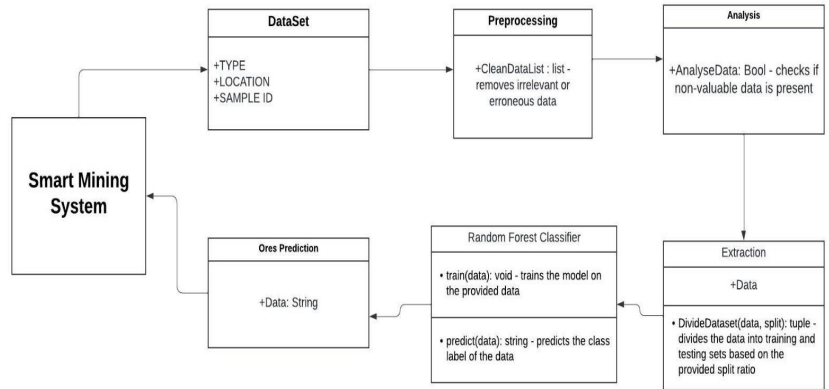 DataSet
+TYPE
+LOCATION
+SAMPLE ID
Preprocessing
+CleanDataList : list -
removes irrelevant or
erroneous data
Analysis
+AnalyseData: Bool - checks if
non-valuable data is present
Smart Mining
System
Ores Prediction
+Data: String
Random Forest Classifier
• train(data): void - trains the model on
the provided data
• predict(data): string - predicts the class
label of the data
Extraction
+Data
• DivideDataset(data, split): tuple -
divides the data into training and
testing sets based on the
provided split ratio